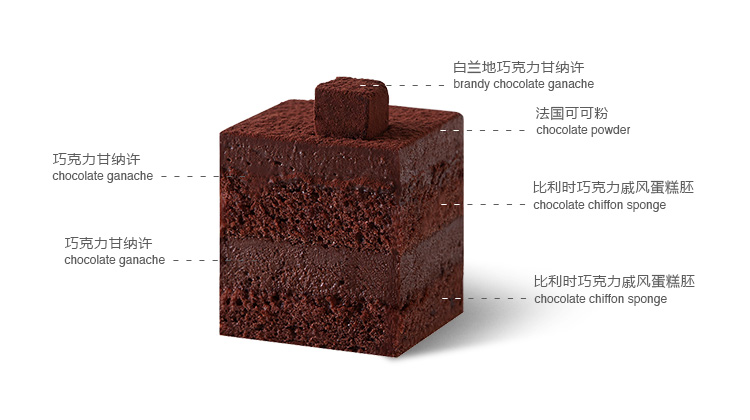 白兰地巧克力甘纳许
brandy chocolate ganache
法国可可粉
chocolate powder
巧克力甘纳许
chocolate ganache
比利时巧克力戚风蛋糕胚
chocolate chiffon sponge
巧克力甘纳许
chocolate ganache
比利时巧克力戚风蛋糕胚
chocolate chiffon sponge